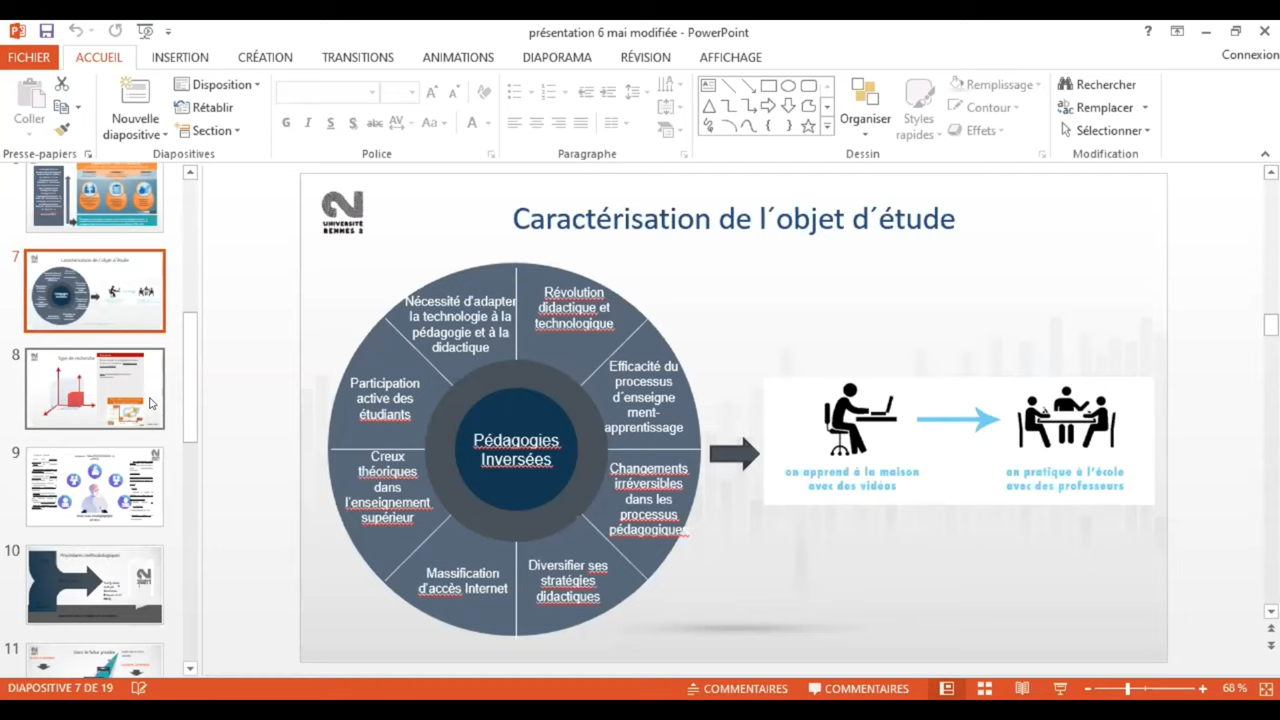 présentation 6 mai modifiée - PowerPoint
FICHIER
ACCUEIL
INSERTION
CRÉATION
TRANSITIONS
ANIMATIONS
DIAPORAMA
RÉVISION
AFFICHAGE
Connexion
Coller
Nouvelle
diapositive
Disposition
Rétablir
Section
Organiser
Styles
rapides
Remplissage
Contour
Effets
Rechercher
Remplacer
Sélectionner
Presse-papiers
Diapositives
Police
Paragraphe
Dessin
Modification
7
8
9
10
11
UNIVERSITÉ
RENNES 2
Caractérisation de l´objet d´étude
Nécessité d'adapter
la technologie à la
pédagogie et à la
didactique
Révolution
didactique et
technologique
Efficacité du
processus
d´enseigne
ment-
apprentissage
Changements
irréversibles
dans les
processus
pédagogiques
Diversifier ses
stratégies
didactiques
Massification
d'accès Internet
Creux
théoriques
dans
l'enseignement
supérieur
Participation
active des
étudiants
Pédagogies
Inversées
on apprend à la maison
avec des vidéos
on pratique à l'école
avec des professeurs
DIAPOSITIVE 7 DE 19
COMMENTAIRES
COMMENTAIRES
68 %